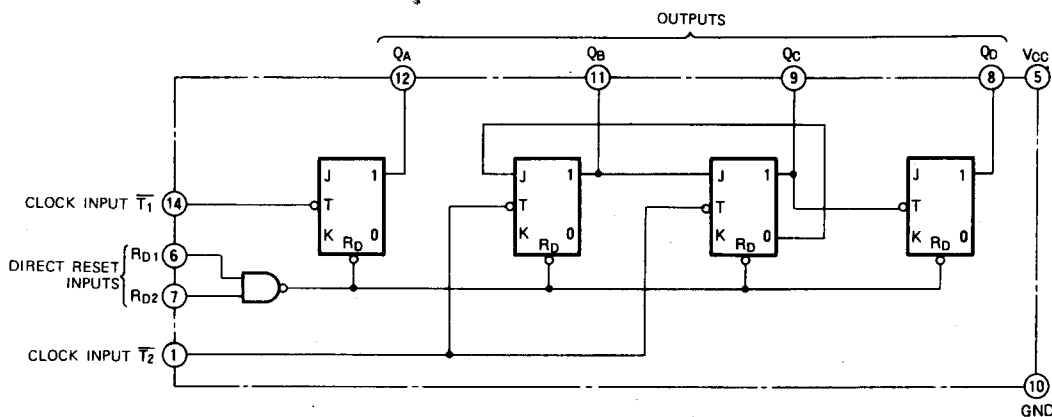 OUTPUTS
QA QB QC QD VCC
12 11 9 8 5
J 1 J 1 J 1 J 1
CLOCK INPUT T̅1̅ 14 T T T T
K 0 K 0 K 0 K 0
RD RD RD RD
DIRECT RESET INPUTS
RD1 6
RD2 7
CLOCK INPUT T̅2̅ 1
10
GND